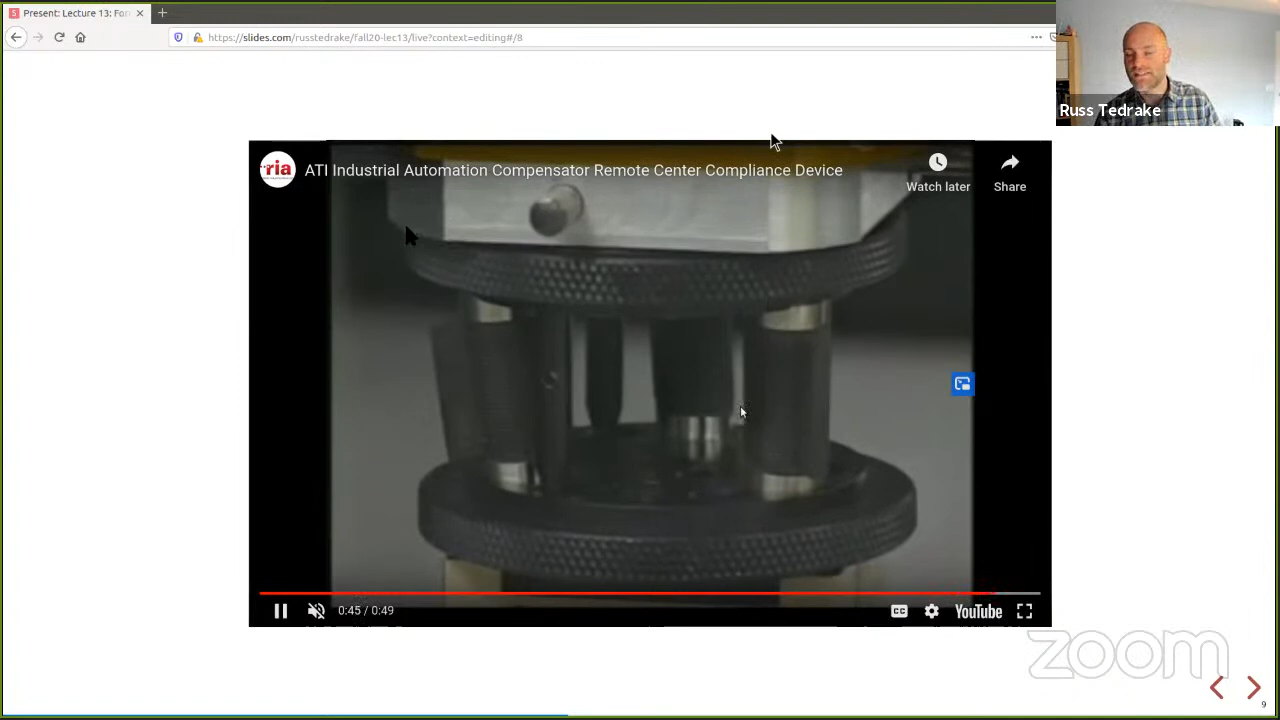 Present: Lecture 13: For
https://slides.com/russtedrake/fall20-lec13/live?context=editing#/8
Russ Tedrake
ria
ATI Industrial Automation Compensator Remote Center Compliance Device
Watch later
Share
0:45 / 0:49
CC
YouTube
zoom
9